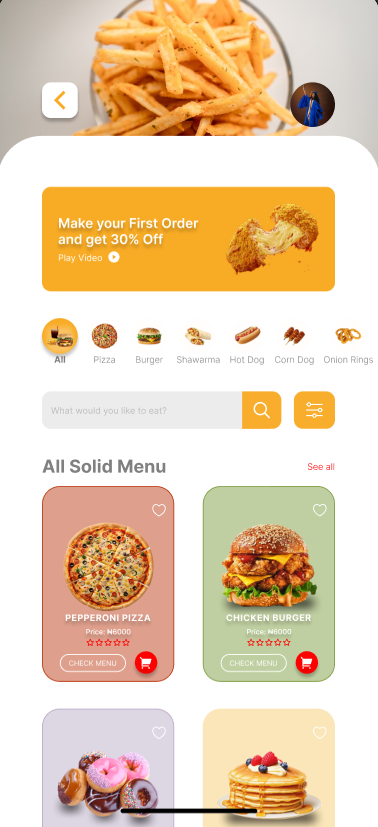 Make your First Order
and get 30% Off
Play Video
All Pizza Burger Shawarma Hot Dog Corn Dog Onion Rings
What would you like to eat?
All Solid Menu See all
PEPPERONI PIZZA
Price: ₦6000
CHECK MENU
CHICKEN BURGER
Price: ₦6000
CHECK MENU